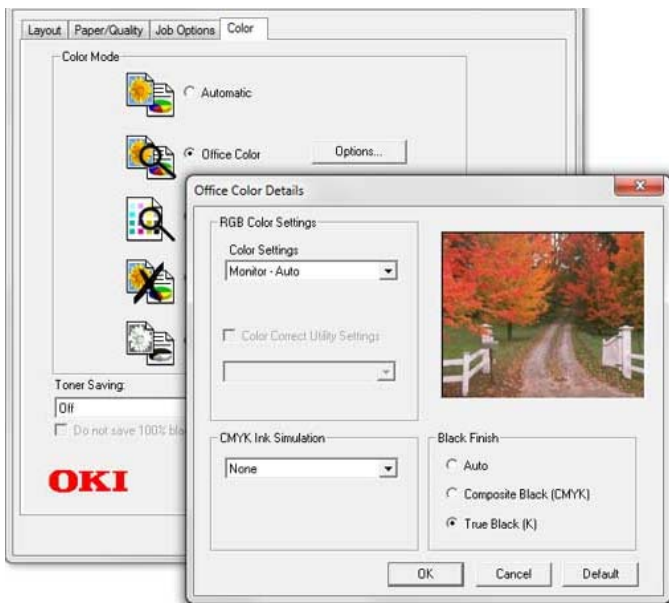 Layout Paper/Quality Job Options Color
Color Mode
Automatic
Office Color Options...
Office Color Details
RGB Color Settings
Color Settings
Monitor - Auto
Color Correct Utility Settings
Toner Saving:
Off
Do not save 100% bla
CMYK Ink Simulation
None
Black Finish
Auto
Composite Black (CMYK)
True Black (K)
OKI
OK Cancel Default